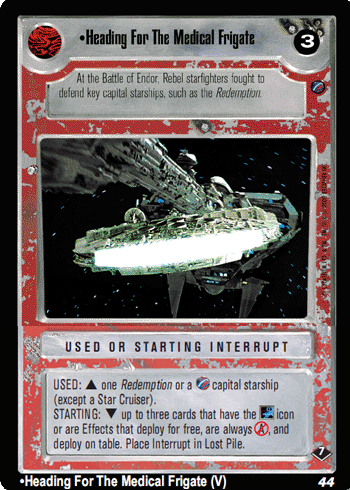 •Heading For The Medical Frigate
3
At the Battle of Endor, Rebel starfighters fought to
defend key capital starships, such as the Redemption.
USED OR STARTING INTERRUPT
USED: ▲ one Redemption or a capital starship
(except a Star Cruiser).
STARTING: ▼ up to three cards that have the icon
or are Effects that deploy for free, are always A, and
deploy on table. Place Interrupt in Lost Pile.
7
•Heading For The Medical Frigate (V)
44